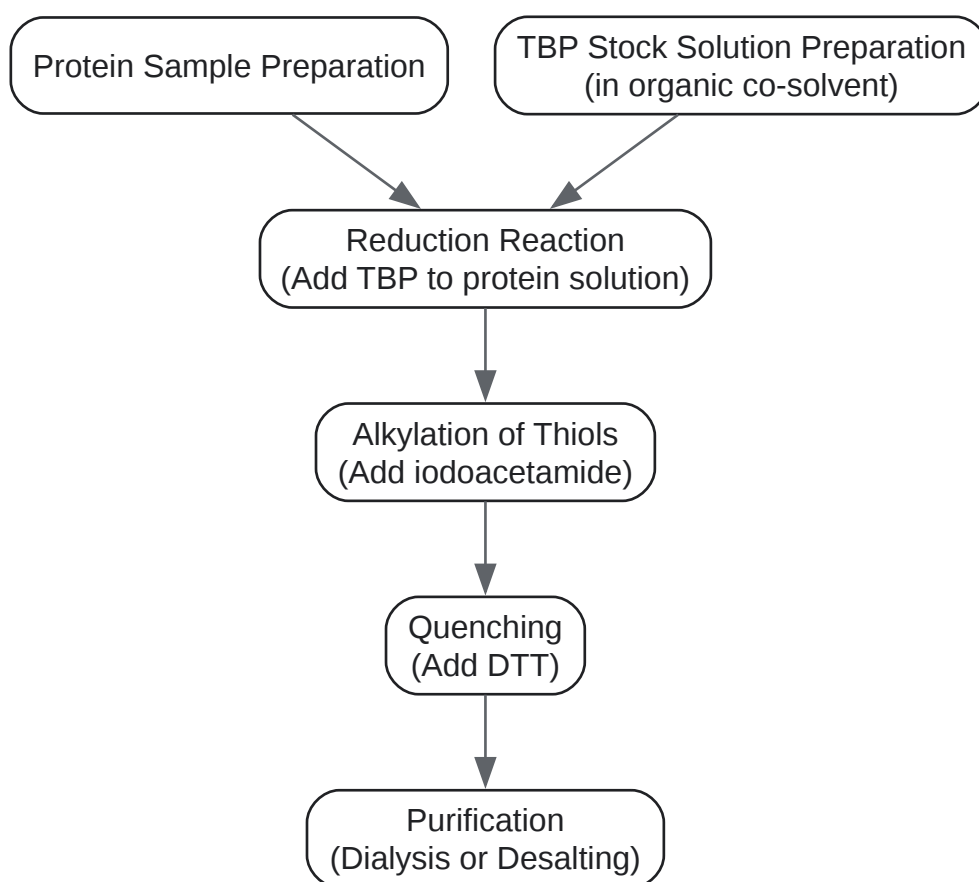 Protein Sample Preparation
TBP Stock Solution Preparation
(in organic co-solvent)
Reduction Reaction
(Add TBP to protein solution)
Alkylation of Thiols
(Add iodoacetamide)
Quenching
(Add DTT)
Purification
(Dialysis or Desalting)